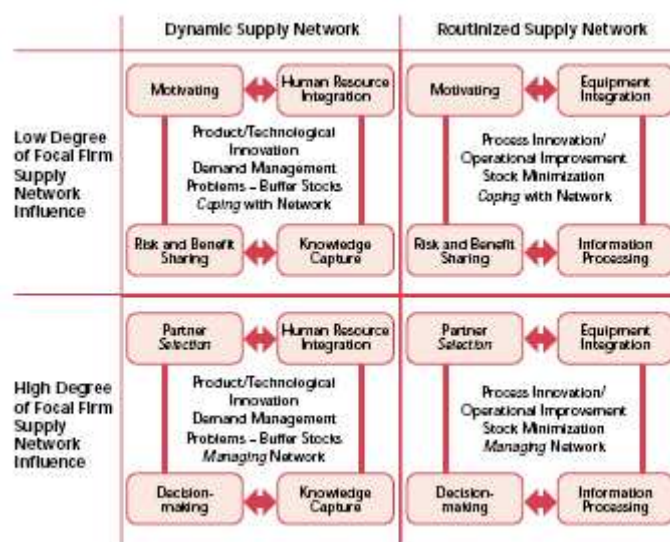 Dynamic Supply Network
Routinized Supply Network
Low Degree
of Focal Firm
Supply
Network
Influence
Motivating
Human Resource
Integration
Product/Technological
Innovation
Demand Management
Problems – Buffer Stocks
Coping with Network
Risk and Benefit
Sharing
Knowledge
Capture
Motivating
Equipment
Integration
Process Innovation/
Operational Improvement
Stock Minimization
Coping with Network
Risk and Benefit
Sharing
Information
Processing
High Degree
of Focal Firm
Supply
Network
Influence
Partner
Selection
Human Resource
Integration
Product/Technological
Innovation
Demand Management
Problems – Buffer Stocks
Managing Network
Decision-
making
Knowledge
Capture
Partner
Selection
Equipment
Integration
Process Innovation/
Operational Improvement
Stock Minimization
Managing Network
Decision-
making
Information
Processing